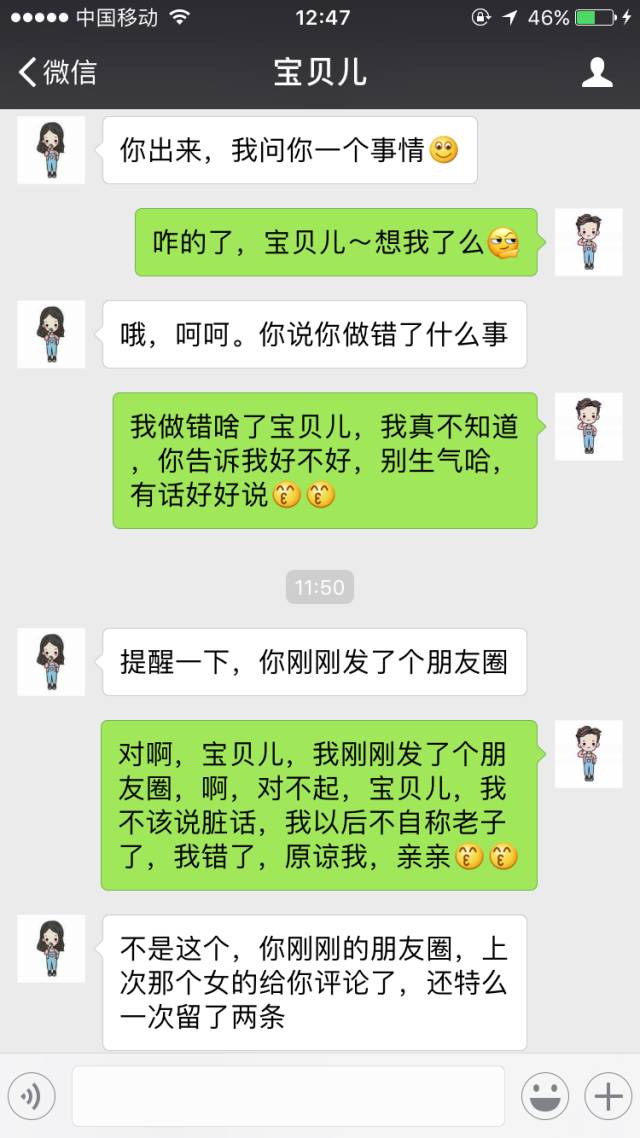 中国移动 12:47 46%
微信 宝贝儿
你出来，我问你一个事情
咋的了，宝贝儿～想我了么
哦，呵呵。你说你做错了什么事
我做错啥了宝贝儿，我真不知道
，你告诉我好不好，别生气哈，
有话好好说
11:50
提醒一下，你刚刚发了个朋友圈
对啊，宝贝儿，我刚刚发了个朋
友圈，啊，对不起，宝贝儿，我
不该说脏话，我以后不自称老子
了，我错了，原谅我，亲亲
不是这个，你刚刚的朋友圈，上
次那个女的给你评论了，还特么
一次留了两条